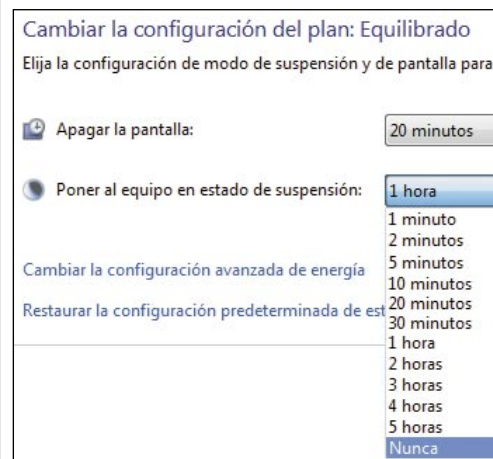 Cambiar la configuración del plan: Equilibrado
Elija la configuración de modo de suspensión y de pantalla para
Apagar la pantalla:
20 minutos
Poner al equipo en estado de suspensión:
1 hora
1 minuto
2 minutos
5 minutos
10 minutos
20 minutos
30 minutos
1 hora
2 horas
3 horas
4 horas
5 horas
Nunca
Cambiar la configuración avanzada de energía
Restaurar la configuración predeterminada de est